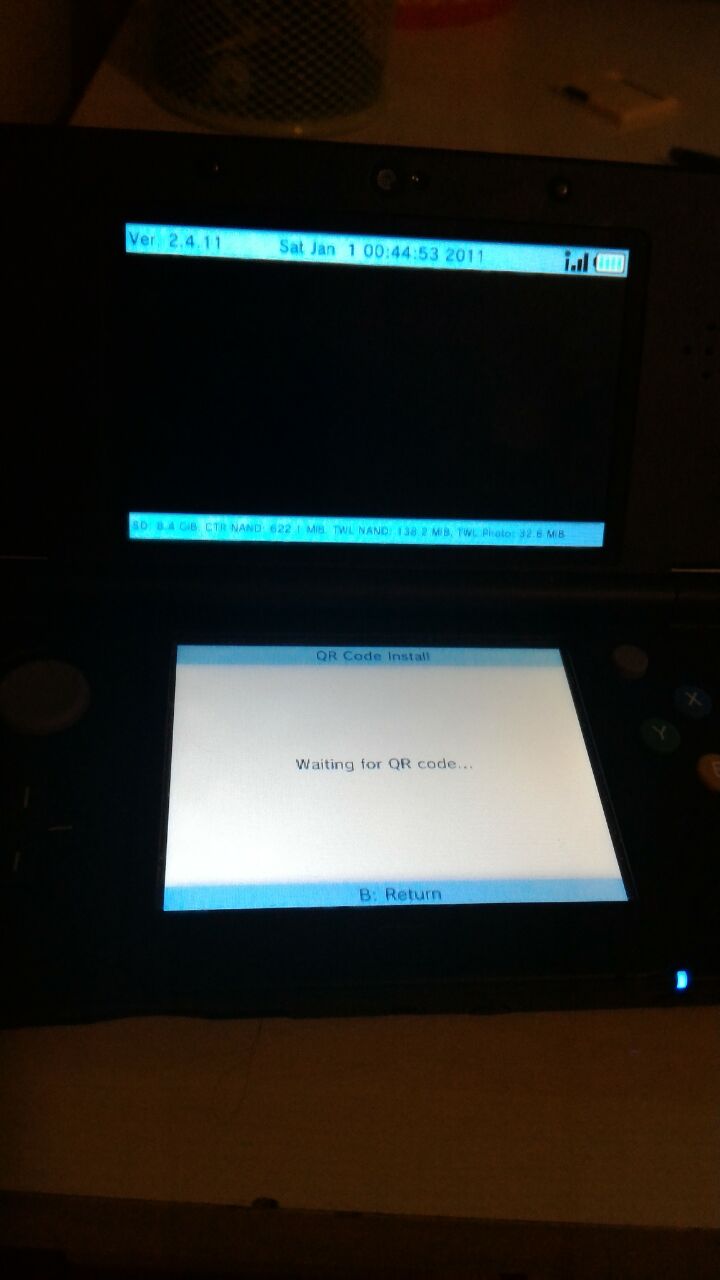 Ver. 2.4.11 Sat Jan 1 00:44:53 2011
SD: 8.4 GiB, CTR NAND: 622.1 MiB, TWL NAND: 138.2 MiB, TWL Photo: 32.6 MiB
QR Code Install
Waiting for QR code...
X
Y
B: Return